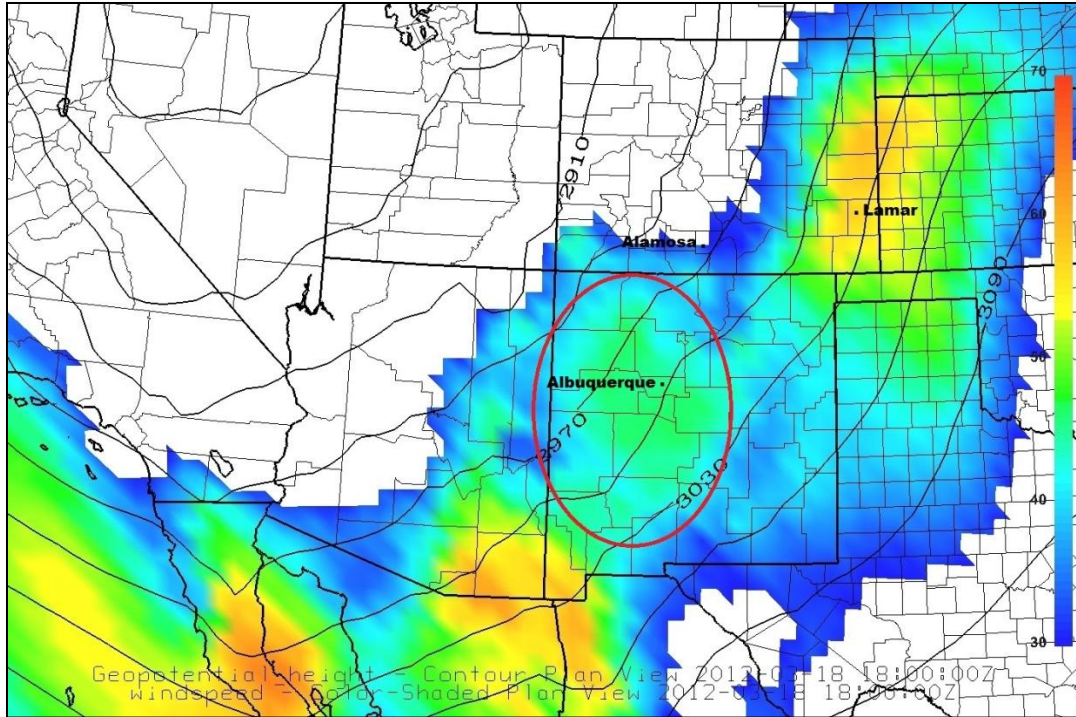 70
2910
60
Lamar
Alamosa
3090
50
Albuquerque
2970
3030
40
30
Geopotential height - Contour Plan View 2012-03-18 18:00:00Z
windspeed - Color-Shaded Plan View 2012-03-18 18:00:00Z